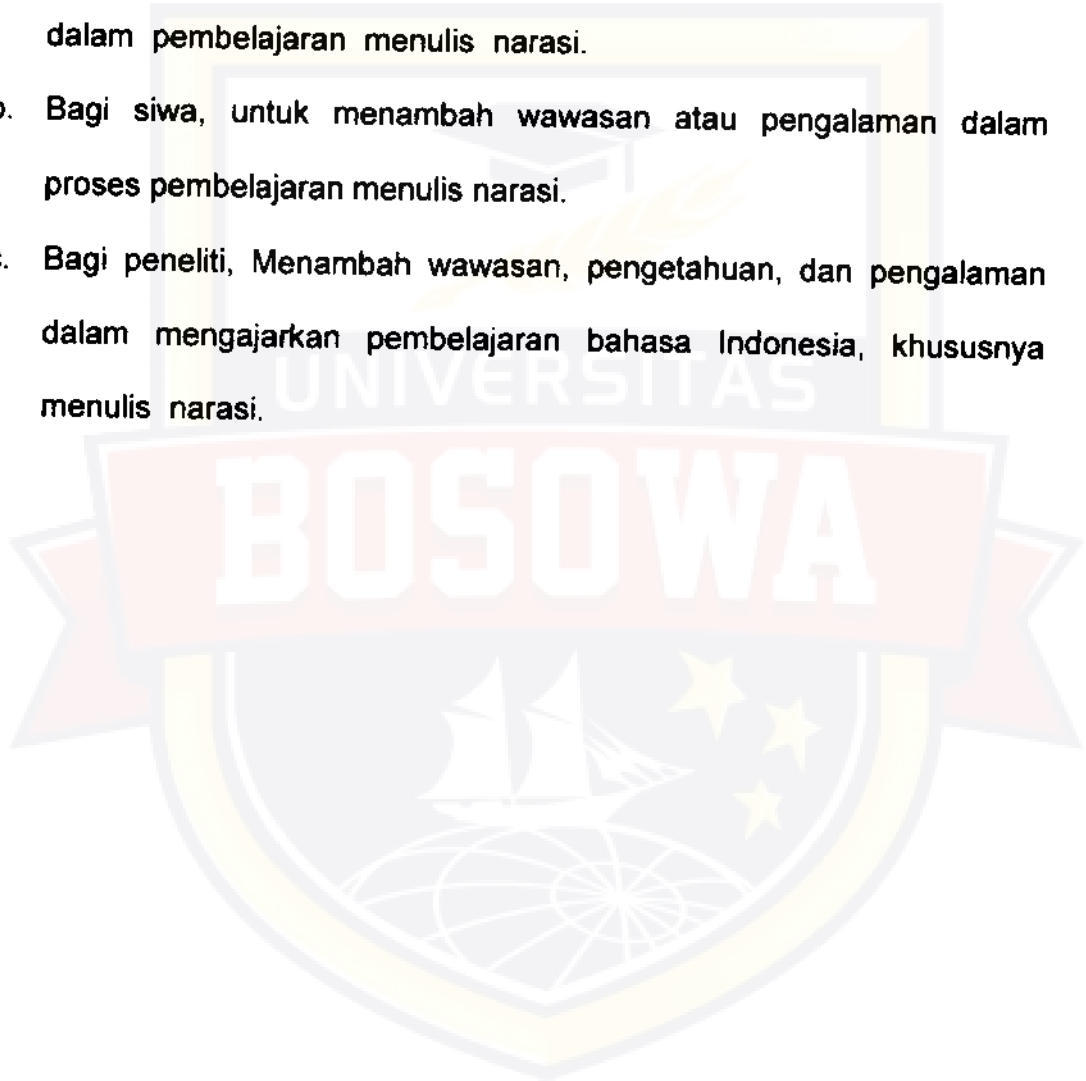 dalam pembelajaran menulis narasi.
b. Bagi siwa, untuk menambah wawasan atau pengalaman dalam
proses pembelajaran menulis narasi.
c. Bagi peneliti, Menambah wawasan, pengetahuan, dan pengalaman
dalam mengajarkan pembelajaran bahasa Indonesia, khususnya
menulis narasi.
UNIVERSITAS
BOSOWA